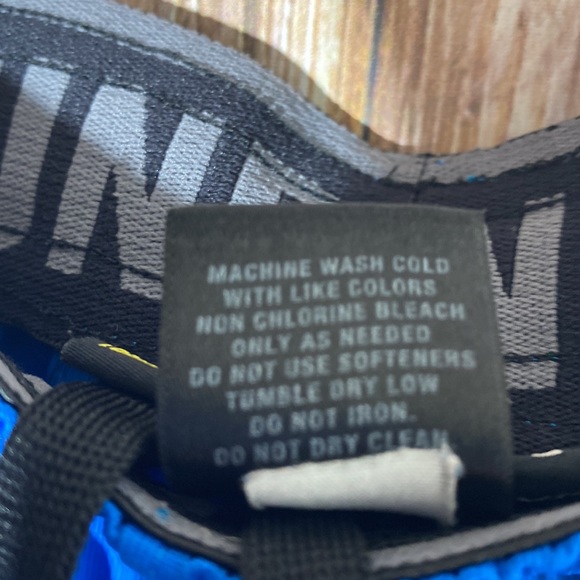 UND
MACHINE WASH COLD
WITH LIKE COLORS
NON CHLORINE BLEACH
ONLY AS NEEDED
DO NOT USE SOFTENERS
TUMBLE DRY LOW
DO NOT IRON.
DO NOT DRY CLEAN.